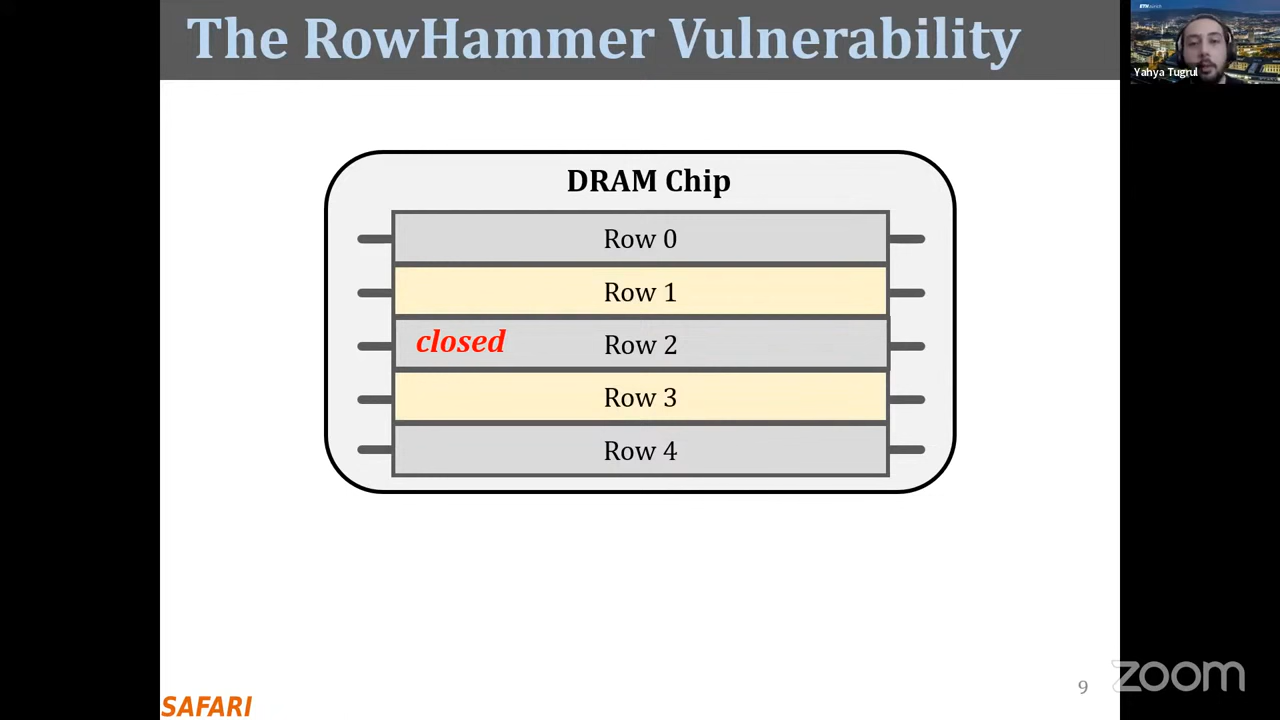 The RowHammer Vulnerability
Yahya Tugrul
DRAM Chip
Row 0
Row 1
closed Row 2
Row 3
Row 4
SAFARI
9
zoom